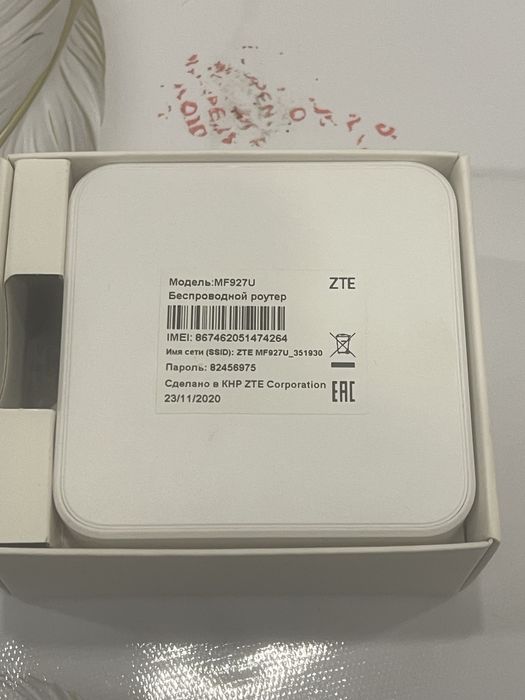 Модель:MF927U
ZTE
Беспроводной роутер
IMEI: 867462051474264
Имя сети (SSID): ZTE MF927U_351930
Пароль: 82456975
Сделано в КНР ZTE Corporation
23/11/2020
EAC